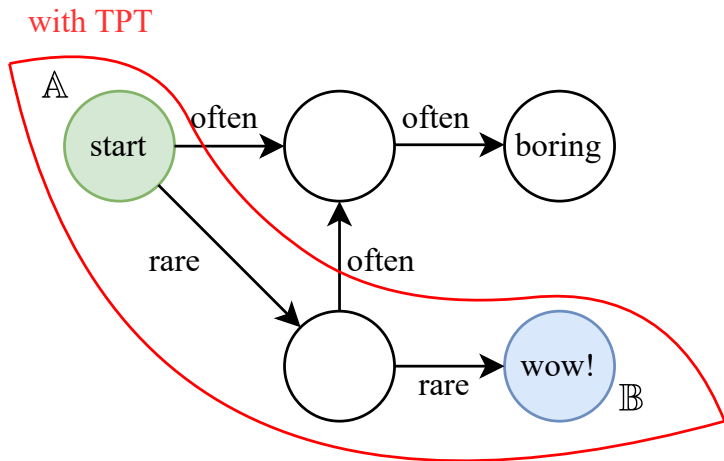 with TPT
𝔸
often
often
start
boring
rare
often
wow!
rare
𝔹